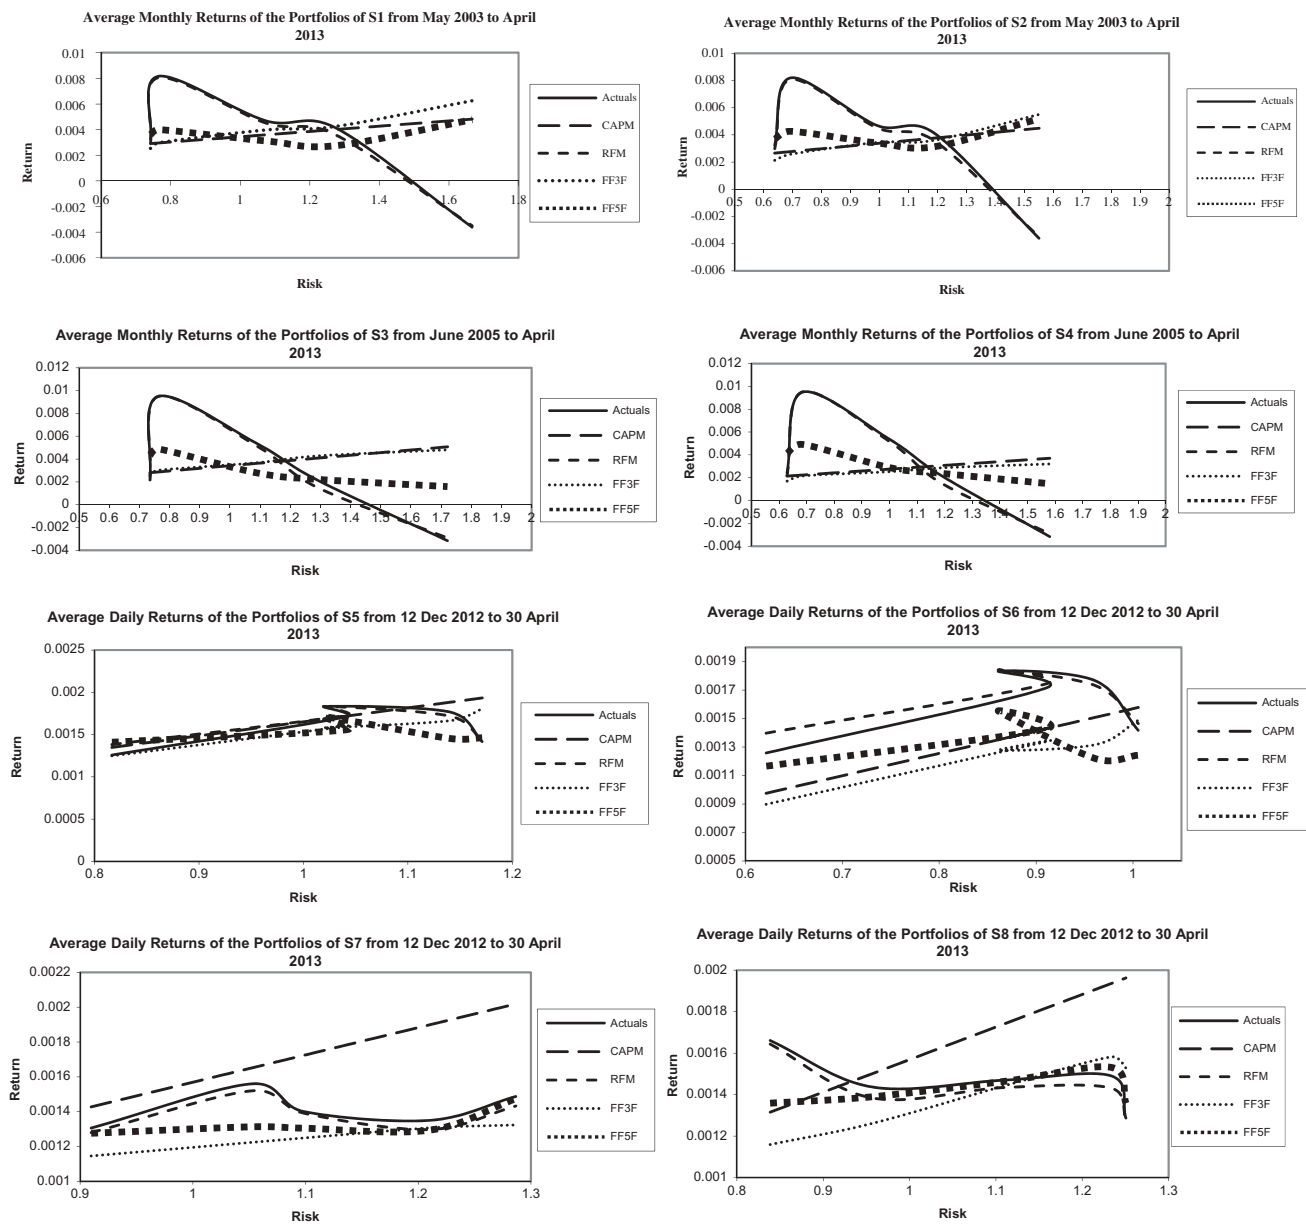 Average Monthly Returns of the Portfolios of S1 from May 2003 to April
2013
0.01
0.008
0.006
0.004
0.002
0
-0.002
-0.004
-0.006
0.6
0.8
1
1.2
1.4
1.6
1.8
Return
Risk
Actuals
CAPM
RFM
FF3F
FF5F
Average Monthly Returns of the Portfolios of S2 from May 2003 to April
2013
0.01
0.008
0.006
0.004
0.002
0
-0.002
-0.004
-0.006
0.5 0.6 0.7 0.8 0.9 1 1.1 1.2 1.3 1.4 1.5 1.6 1.7 1.8 1.9 2
Return
Risk
Actuals
CAPM
RFM
FF3F
FF5F
Average Monthly Returns of the Portfolios of S3 from June 2005 to April
2013
0.012
0.01
0.008
0.006
0.004
0.002
0
-0.002
-0.004
0.5 0.6 0.7 0.8 0.9 1 1.1 1.2 1.3 1.4 1.5 1.6 1.7 1.8 1.9 2
Return
Risk
Actuals
CAPM
RFM
FF3F
FF5F
Average Monthly Returns of the Portfolios of S4 from June 2005 to April
2013
0.012
0.01
0.008
0.006
0.004
0.002
0
-0.002
-0.004
0.5 0.6 0.7 0.8 0.9 1 1.1 1.2 1.3 1.4 1.5 1.6 1.7 1.8 1.9 2
Return
Risk
Actuals
CAPM
RFM
FF3F
FF5F
Average Daily Returns of the Portfolios of S5 from 12 Dec 2012 to 30 April
2013
0.0025
0.002
0.0015
0.001
0.0005
0
0.8 0.9 1 1.1 1.2
Return
Risk
Actuals
CAPM
RFM
FF3F
FF5F
Average Daily Returns of the Portfolios of S6 from 12 Dec 2012 to 30 April
2013
0.0019
0.0017
0.0015
0.0013
0.0011
0.0009
0.0007
0.0005
0.6 0.7 0.8 0.9 1
Return
Risk
Actuals
CAPM
RFM
FF3F
FF5F
Average Daily Returns of the Portfolios of S7 from 12 Dec 2012 to 30 April
2013
0.0022
0.002
0.0018
0.0016
0.0014
0.0012
0.001
0.9 1 1.1 1.2 1.3
Return
Risk
Actuals
CAPM
RFM
FF3F
FF5F
Average Daily Returns of the Portfolios of S8 from 12 Dec 2012 to 30 April
2013
0.002
0.0018
0.0016
0.0014
0.0012
0.001
0.8 0.9 1 1.1 1.2 1.3
Return
Risk
Actuals
CAPM
RFM
FF3F
FF5F